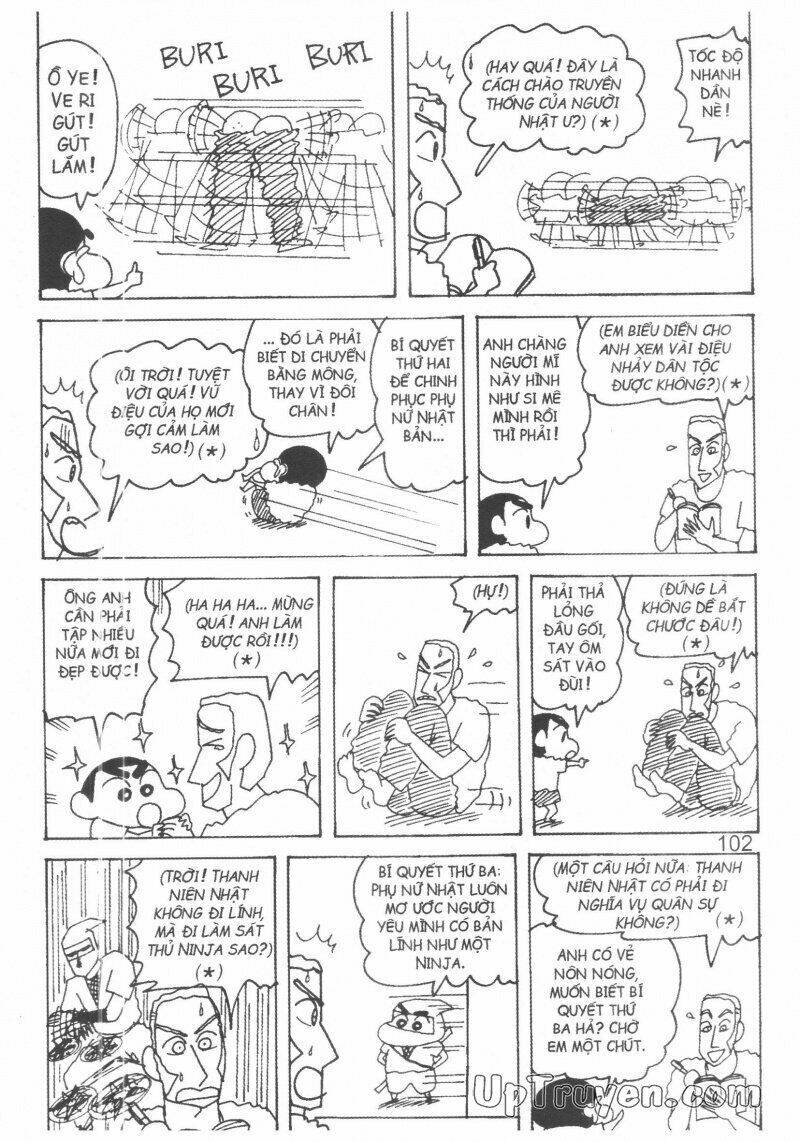 TỐC ĐỘ
NHANH
DẦN
NÈ!
(HAY QUÁ! ĐÂY LÀ
CÁCH CHÀO TRUYỀN
THỐNG CỦA NGƯỜI
NHẬT Ư?) (*)
BURI
BURI
BURI
Ồ YE!
VE RI
GÚT!
GÚT
LẮM!
(EM BIỂU DIỄN CHO
ANH XEM VÀI ĐIỆU
NHẢY DÂN TỘC
ĐƯỢC KHÔNG?)(*)
ANH CHÀNG
NGƯỜI MĨ
NÀY HÌNH
NHƯ SI MÊ
MÌNH RỒI
THÌ PHẢI!
BÍ QUYẾT
THỨ HAI
ĐỂ CHINH
PHỤC PHỤ
NỮ NHẬT
BẢN...
... ĐÓ LÀ PHẢI
BIẾT DI CHUYỂN
BẰNG MÔNG,
THAY VÌ ĐÔI
CHÂN!
(ÔI TRỜI! TUYỆT
VỜI QUÁ! VŨ
ĐIỆU CỦA HỌ MỚI
GỢI CẢM LÀM
SAO!)(*)
(ĐÚNG LÀ
KHÔNG DỄ BẮT
CHƯỚC ĐÂU!)
(*)
PHẢI THẢ
LỎNG
ĐẦU GỐI,
TAY ÔM
SÁT VÀO
ĐÙI!
(HỰ!)
(HA HA HA... MỪNG
QUÁ! ANH LÀM
ĐƯỢC RỒI!!!)
(*)
ÔNG ANH
CẦN PHẢI
TẬP NHIỀU
NỮA MỚI ĐI
ĐẸP ĐƯỢC!
102
(MỘT CÂU HỎI NỮA: THANH
NIÊN NHẬT CÓ PHẢI ĐI
NGHĨA VỤ QUÂN SỰ
KHÔNG?) (*)
ANH CÓ VẺ
NÔN NÓNG,
MUỐN BIẾT BÍ
QUYẾT THỨ
BA HẢ? CHỜ
EM MỘT CHÚT.
BÍ QUYẾT THỨ BA:
PHỤ NỮ NHẬT LUÔN
MƠ ƯỚC NGƯỜI
YÊU MÌNH CÓ BẢN
LĨNH NHƯ MỘT
NINJA.
(TRỜI! THANH
NIÊN NHẬT
KHÔNG ĐI LÍNH,
MÀ ĐI LÀM SÁT
THỦ NINJA SAO?)
(*)
UpTruyen.com